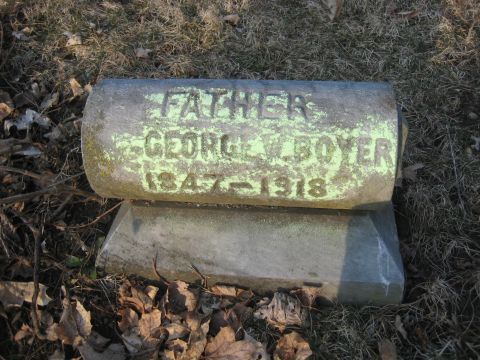 FATHER
GEORGE W. BOYER
1847-1918